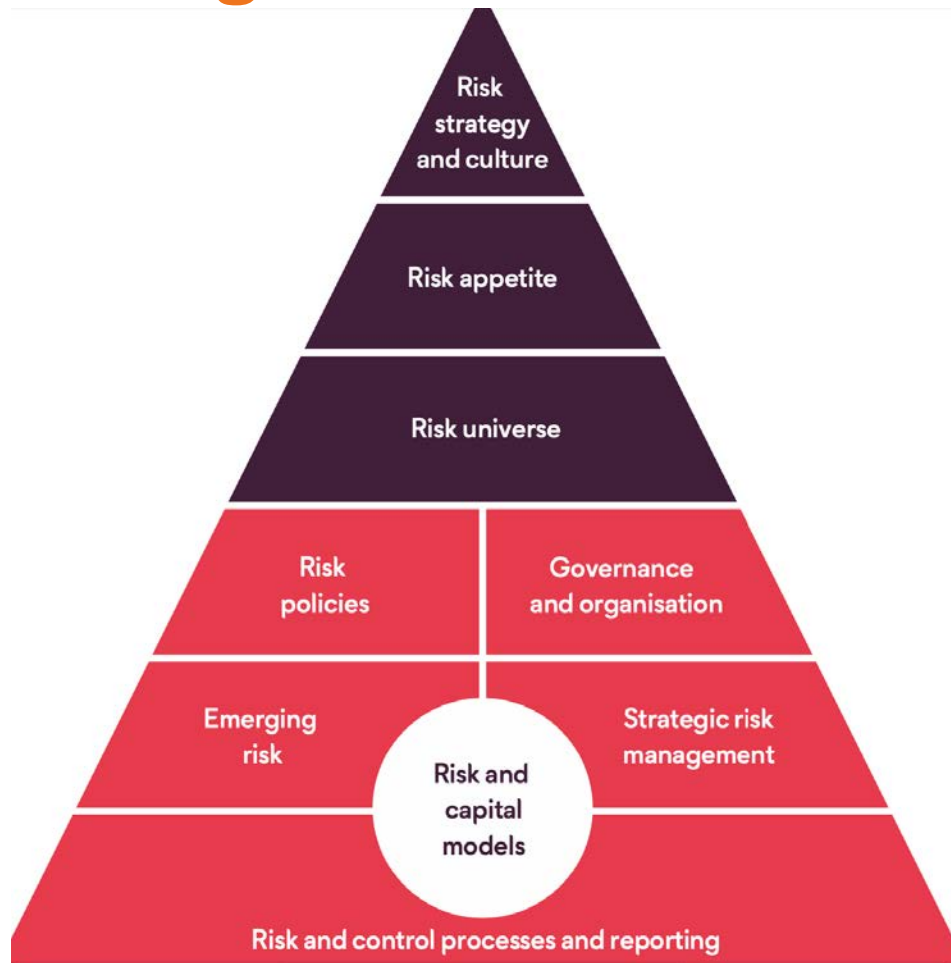 Risk
strategy
and culture
Risk appetite
Risk universe
Risk
policies
Governance
and organisation
Emerging
risk
Strategic risk
management
Risk and
capital
models
Risk and control processes and reporting